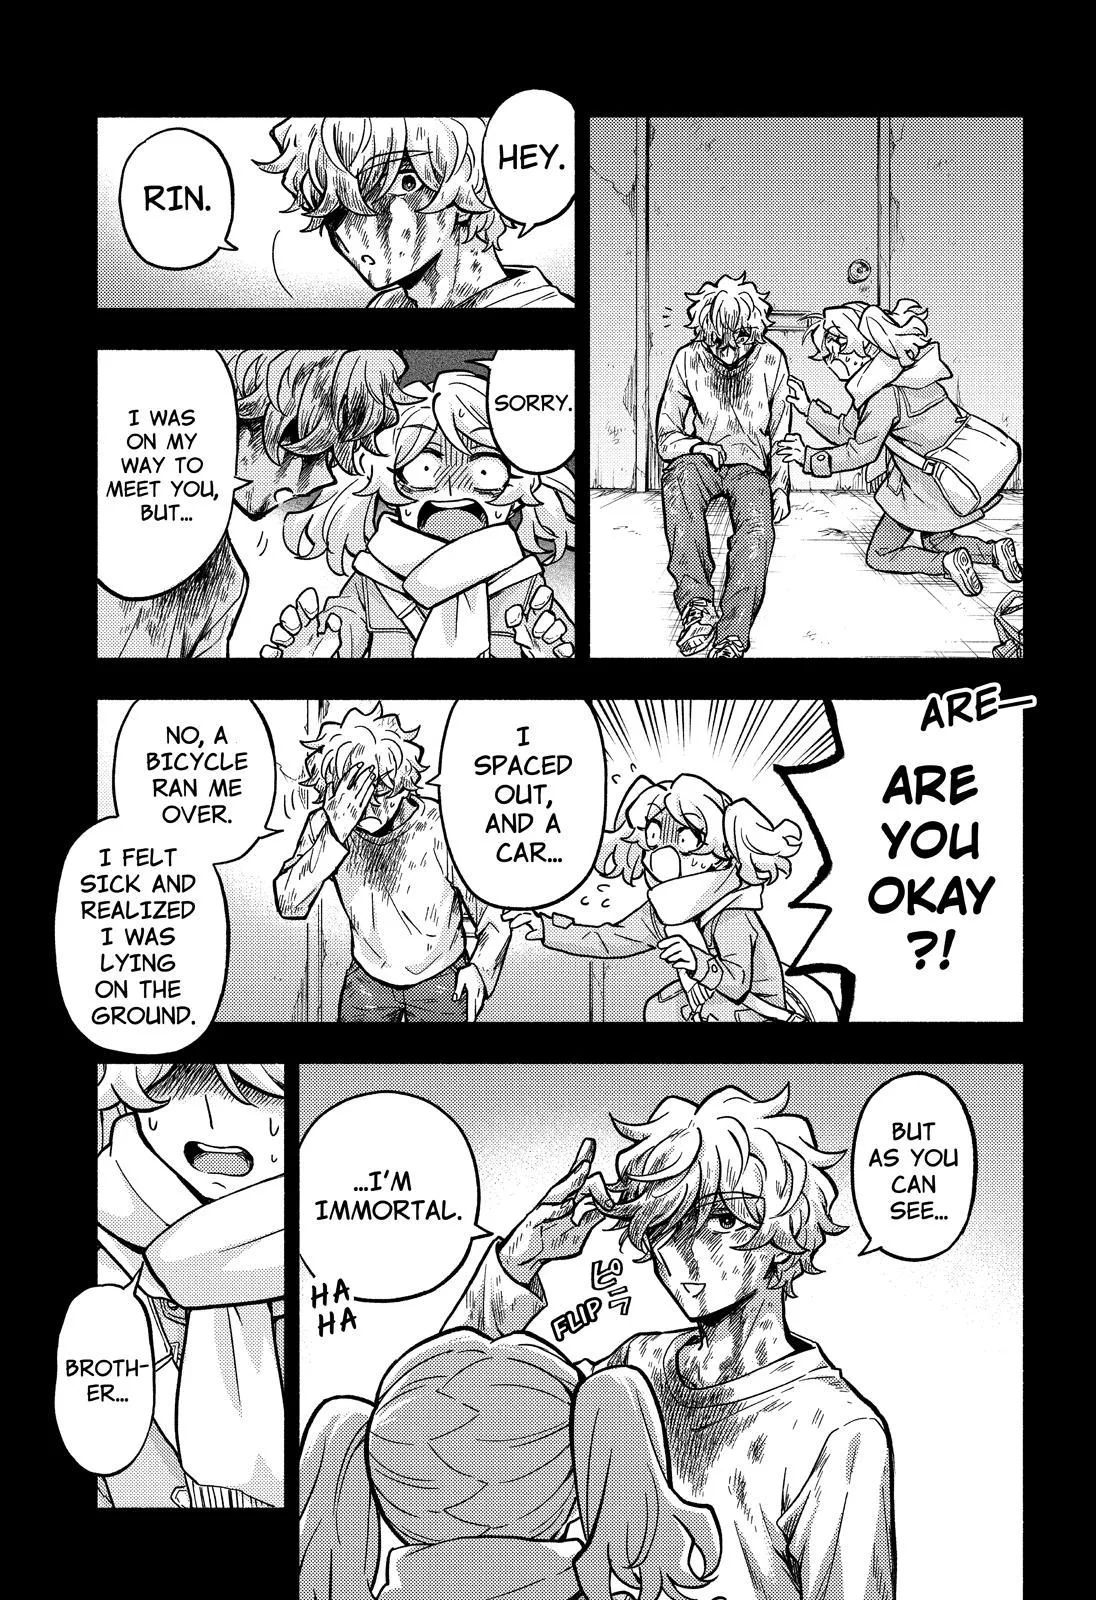 HEY.
RIN.
SORRY.
I WAS
ON MY
WAY TO
MEET YOU,
BUT...
ARE—
ARE
YOU
OKAY
?!
I
SPACED
OUT,
AND A
CAR...
NO, A
BICYCLE
RAN ME
OVER.
I FELT
SICK AND
REALIZED
I WAS
LYING
ON THE
GROUND.
BUT
AS YOU
CAN
SEE...
...I'M
IMMORTAL.
HA
HA
ピラ
FLIP
BROTH-
ER...